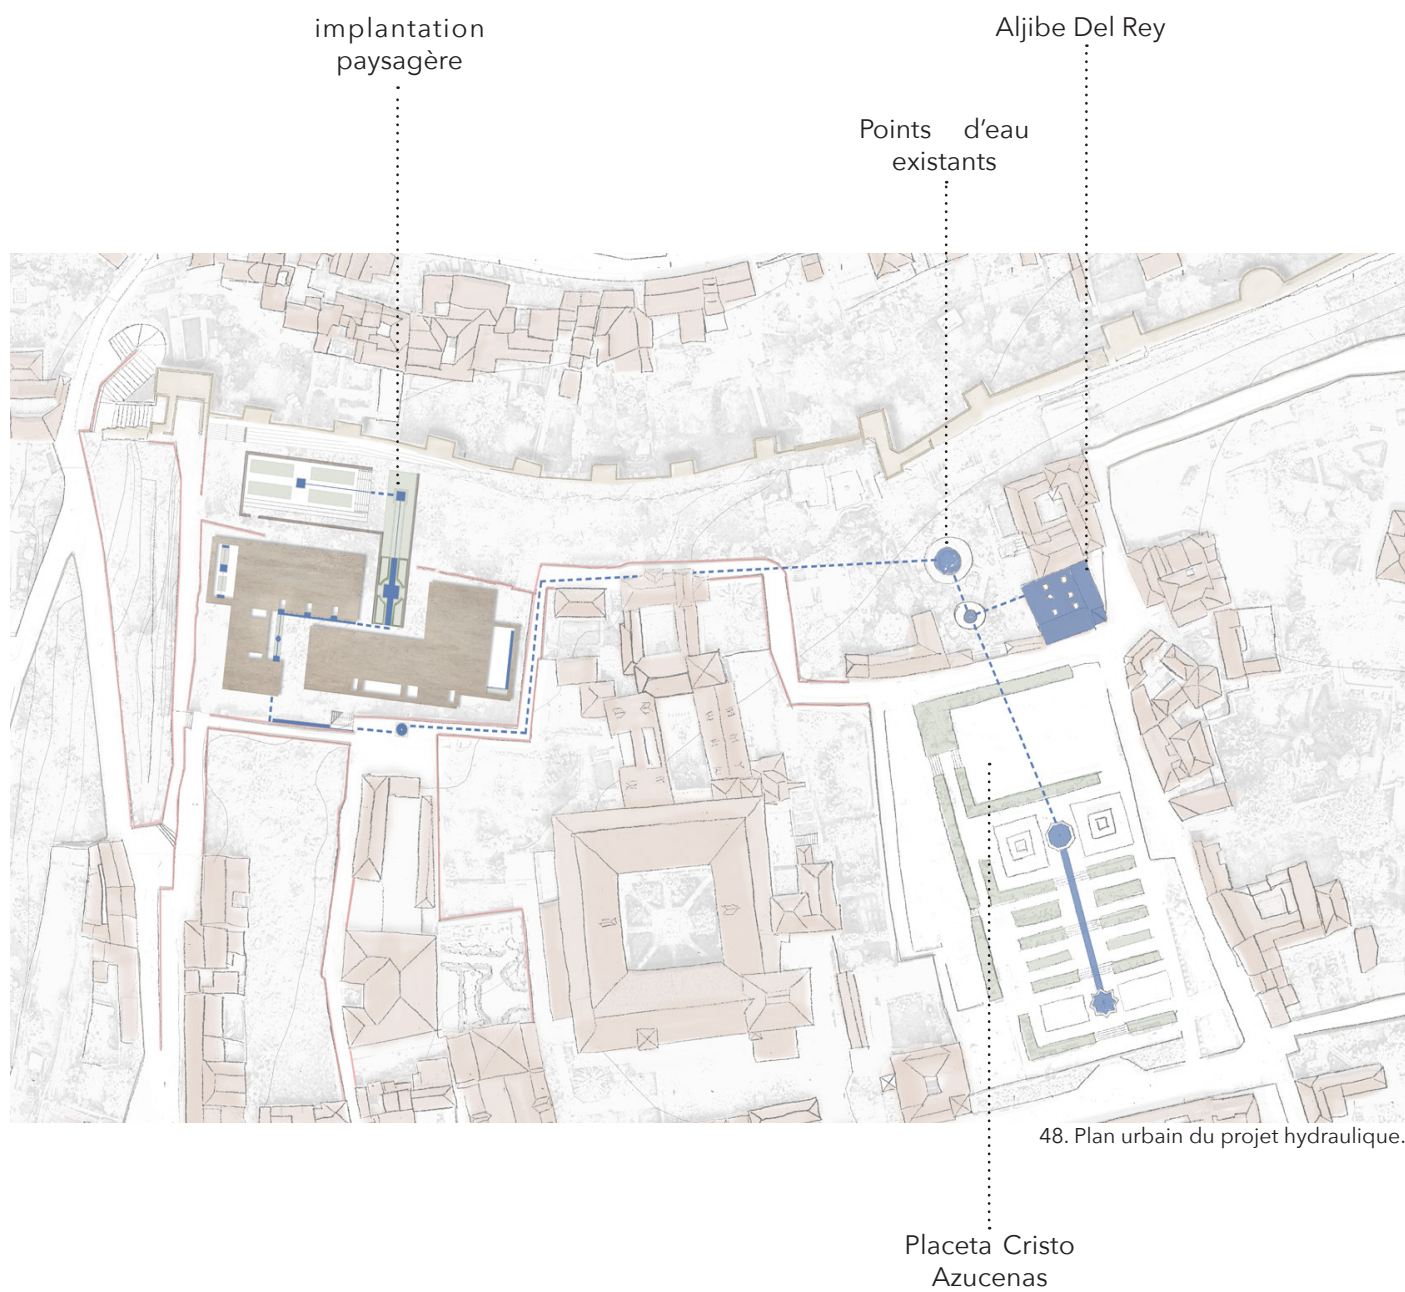 implantation
paysagère
Aljibe Del Rey
Points d'eau
existants
48. Plan urbain du projet hydraulique.
Placeta Cristo
Azucenas